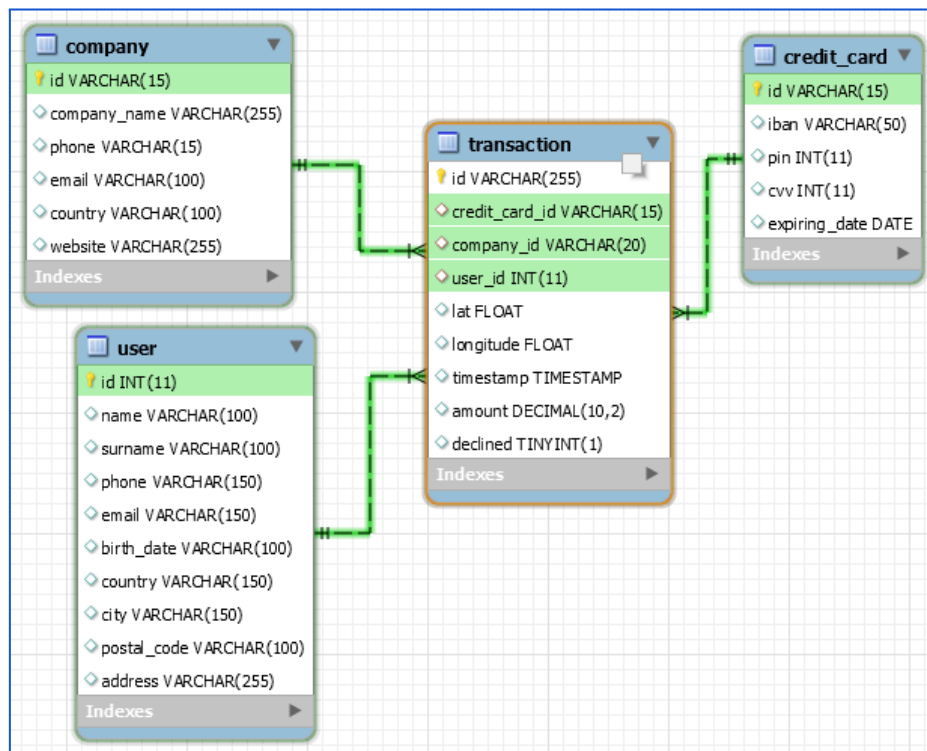 company
id VARCHAR(15)
company_name VARCHAR(255)
phone VARCHAR(15)
email VARCHAR(100)
country VARCHAR(100)
website VARCHAR(255)
Indexes
user
id INT(11)
name VARCHAR(100)
surname VARCHAR(100)
phone VARCHAR(150)
email VARCHAR(150)
birth_date VARCHAR(100)
country VARCHAR(150)
city VARCHAR(150)
postal_code VARCHAR(100)
address VARCHAR(255)
Indexes
transaction
id VARCHAR(255)
credit_card_id VARCHAR(15)
company_id VARCHAR(20)
user_id INT(11)
lat FLOAT
longitude FLOAT
timestamp TIMESTAMP
amount DECIMAL(10,2)
declined TINYINT(1)
Indexes
credit_card
id VARCHAR(15)
iban VARCHAR(50)
pin INT(11)
cvv INT(11)
expiring_date DATE
Indexes